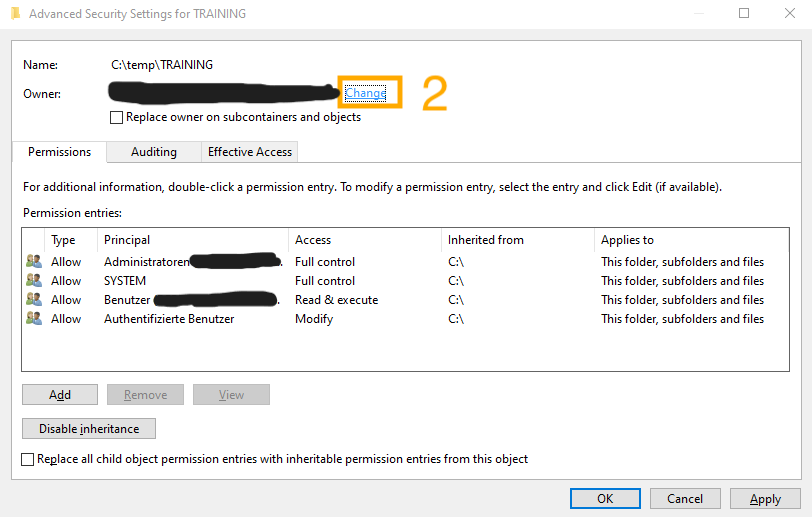 Advanced Security Settings for TRAINING
Name: C:\temp\TRAINING
Owner: Change 2
Replace owner on subcontainers and objects
Permissions Auditing Effective Access
For additional information, double-click a permission entry. To modify a permission entry, select the entry and click Edit (if available).
Permission entries:
Type Principal Access Inherited from Applies to
Allow Administratoren Full control C:\ This folder, subfolders and files
Allow SYSTEM Full control C:\ This folder, subfolders and files
Allow Benutzer Read & execute C:\ This folder, subfolders and files
Allow Authentifizierte Benutzer Modify C:\ This folder, subfolders and files
Add Remove View
Disable inheritance
Replace all child object permission entries with inheritable permission entries from this object
OK Cancel Apply